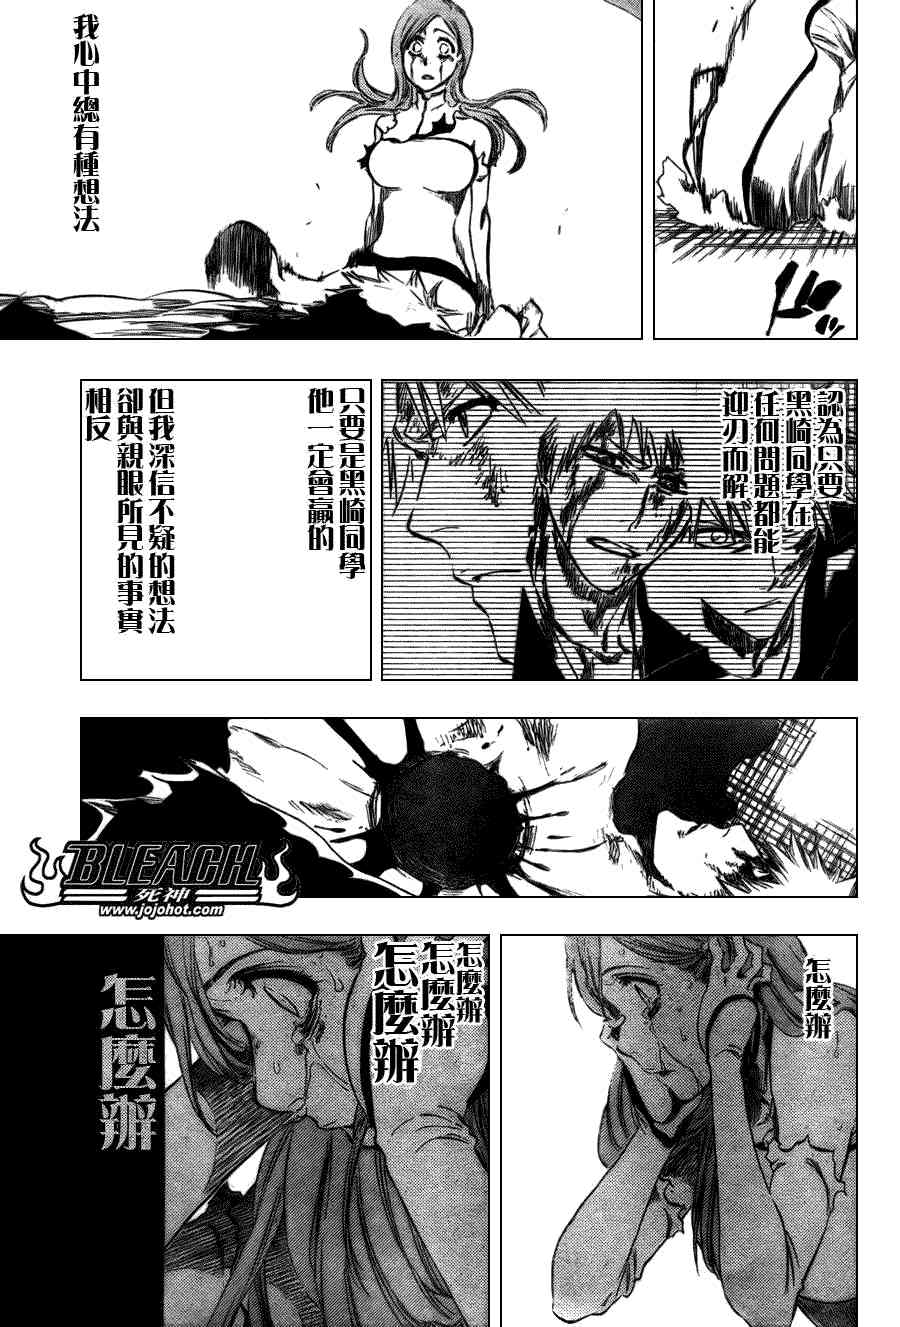 ドッ
我心中總有種想法
認為只要
黑崎同學在
任何問題都能
迎刃而解
只要是黑崎同學
他一定會贏的
但我深信不疑的想法
卻與親眼所見的事實
相反
BLEACH
死神
www.jojohot.com
怎麼辦
怎麼辦
怎麼辦
怎麼辦
怎麼辦